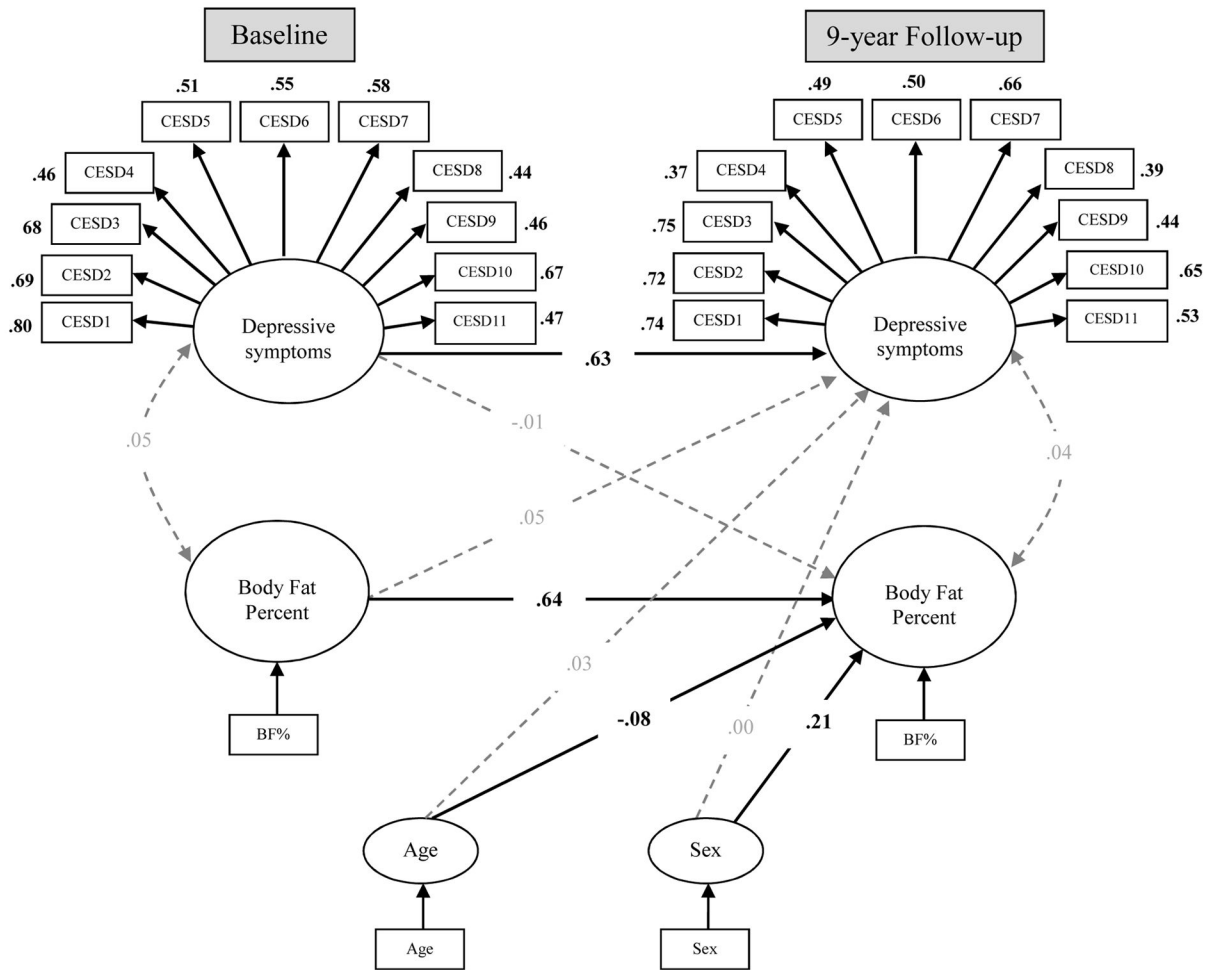 Baseline
9-year Follow-up
.51
.55
.58
CESD5
CESD6
CESD7
.46
CESD4
CESD8
.44
68
CESD3
CESD9
.46
.69
CESD2
CESD10
.67
.80
CESD1
CESD11
.47
Depressive
symptoms
.49
.50
.66
CESD5
CESD6
CESD7
.37
CESD4
CESD8
.39
.75
CESD3
CESD9
.44
.72
CESD2
CESD10
.65
.74
CESD1
CESD11
.53
Depressive
symptoms
.63
-.01
.05
.04
.05
Body Fat
Percent
.64
Body Fat
Percent
.03
-.08
.00
.21
BF%
BF%
Age
Sex
Age
Sex